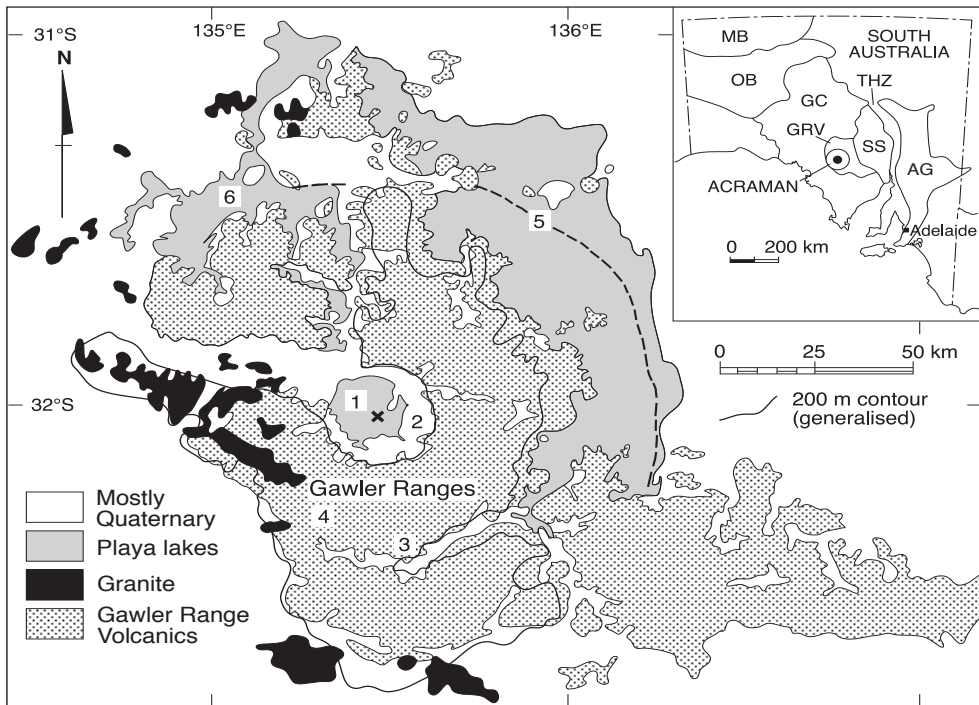 31°S
135°E
136°E
N
6
5
32°S
1
2
Gawler Ranges
4
3
Mostly
Quaternary
Playa lakes
Granite
Gawler Range
Volcanics
MB
SOUTH
AUSTRALIA
OB
THZ
GC
GRV
SS
ACRAMAN
AG
Adelaide
0 200 km
0 25 50 km
200 m contour
(generalised)